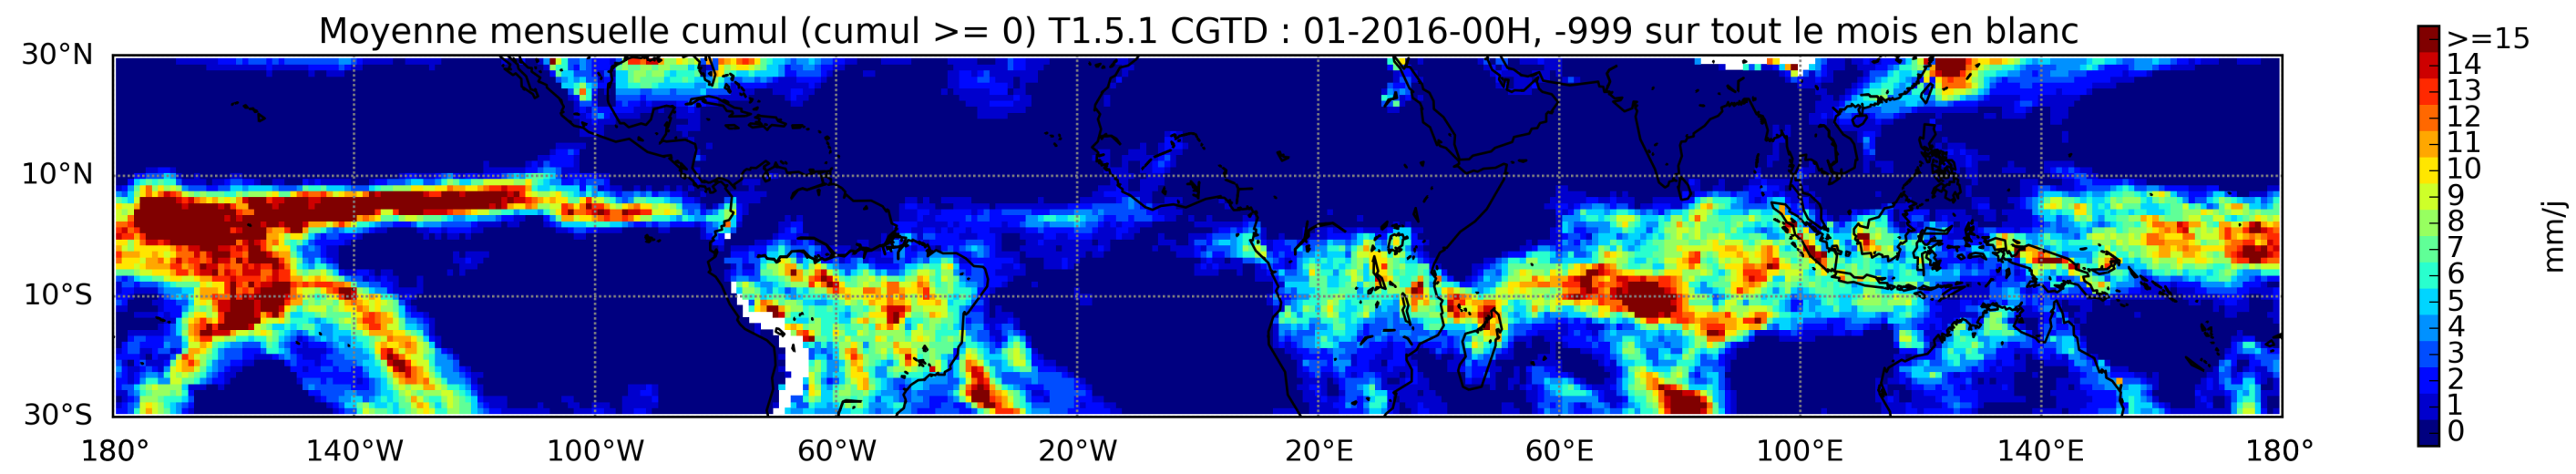 Moyenne mensuelle cumul (cumul >= 0) T1.5.1 CGTD : 01-2016-00H, -999 sur tout le mois en blanc
30°N
10°N
10°S
30°S
180°
140°W
100°W
60°W
20°W
20°E
60°E
100°E
140°E
180°
>=15
14
13
12
11
10
9
8
7
6
5
4
3
2
1
0
mm/j